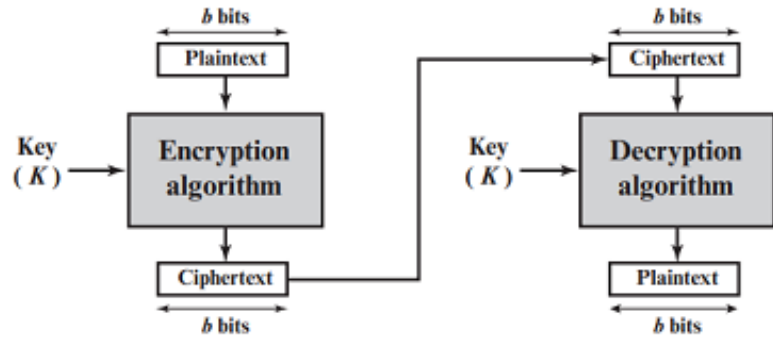 b bits
Plaintext
Key
(K)
Encryption
algorithm
Ciphertext
b bits
b bits
Ciphertext
Key
(K)
Decryption
algorithm
Plaintext
b bits